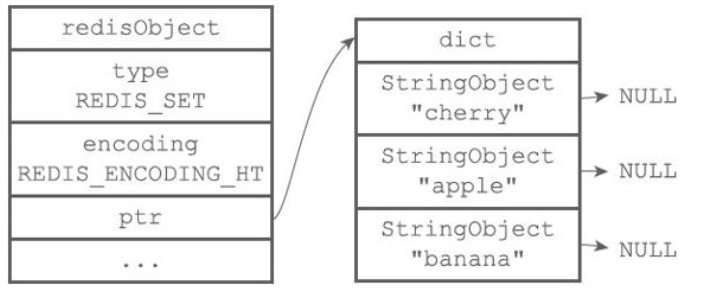 redisObject
type
REDIS_SET
encoding
REDIS_ENCODING_HT
ptr
...
dict
StringObject
"cherry"
NULL
StringObject
"apple"
NULL
StringObject
"banana"
NULL